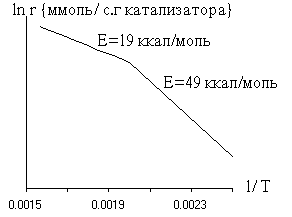 ln r {ммоль/ с.г катализатора}
E=19 ккал/моль
E=49 ккал/моль
1/ T
0.0015 0.0019 0.0023